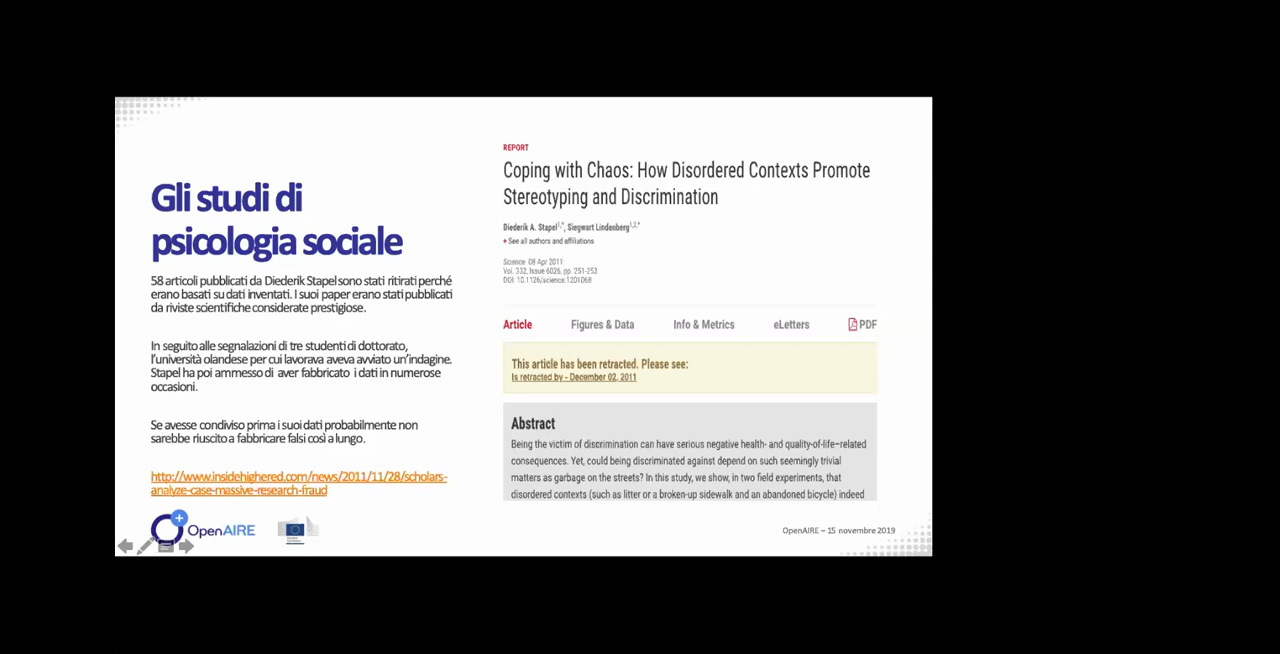 Gli studi di
psicologia sociale
58 articoli pubblicati da Diederik Stapel sono stati ritirati perché
erano basati su dati inventati. I suoi paper erano stati pubblicati
da riviste scientifiche considerate prestigiose.
In seguito alle segnalazioni di tre studenti di dottorato,
l'università olandese per cui lavorava aveva avviato un'indagine.
Stapel ha poi ammesso di aver fabbricato i dati in numerose
occasioni.
Se avesse condiviso prima i suoi dati probabilmente non
sarebbe riuscito a fabbricare falsi così a lungo.
http://www.insidehighered.com/news/2011/11/28/scholars-
analyze-case-massive-research-fraud
OpenAIRE
REPORT
Coping with Chaos: How Disordered Contexts Promote
Stereotyping and Discrimination
Diederik A. Stapel1,*, Siegwart Lindenberg1,2,*
+ See all authors and affiliations
Science 08 Apr 2011:
Vol. 332, Issue 6026, pp. 251-253
DOI: 10.1126/science.1201068
Article Figures & Data Info & Metrics eLetters PDF
This article has been retracted. Please see:
Is retracted by - December 02, 2011
Abstract
Being the victim of discrimination can have serious negative health- and quality-of-life–related
consequences. Yet, could being discriminated against depend on such seemingly trivial
matters as garbage on the streets? In this study, we show, in two field experiments, that
disordered contexts (such as litter or a broken-up sidewalk and an abandoned bicycle) indeed
OpenAIRE – 15 novembre 2019